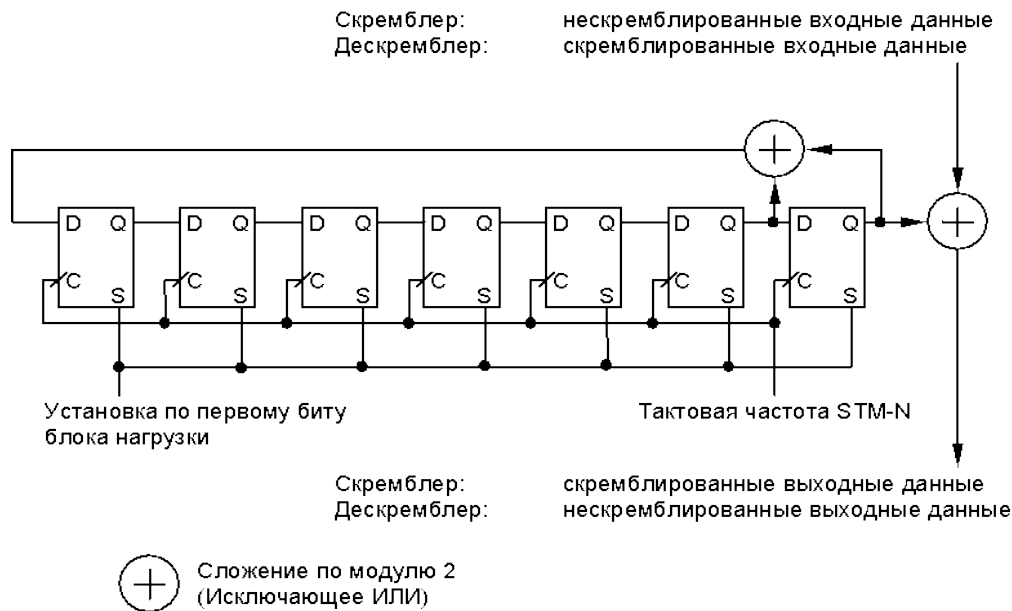 Скремблер: нескремблированные входные данные
Дескремблер: скремблированные входные данные
D Q D Q D Q D Q D Q D Q D Q
C C C C C C C
S S S S S S S
Установка по первому биту
блока нагрузки
Тактовая частота STM-N
Скремблер: скремблированные выходные данные
Дескремблер: нескремблированные выходные данные
Сложение по модулю 2
(Исключающее ИЛИ)